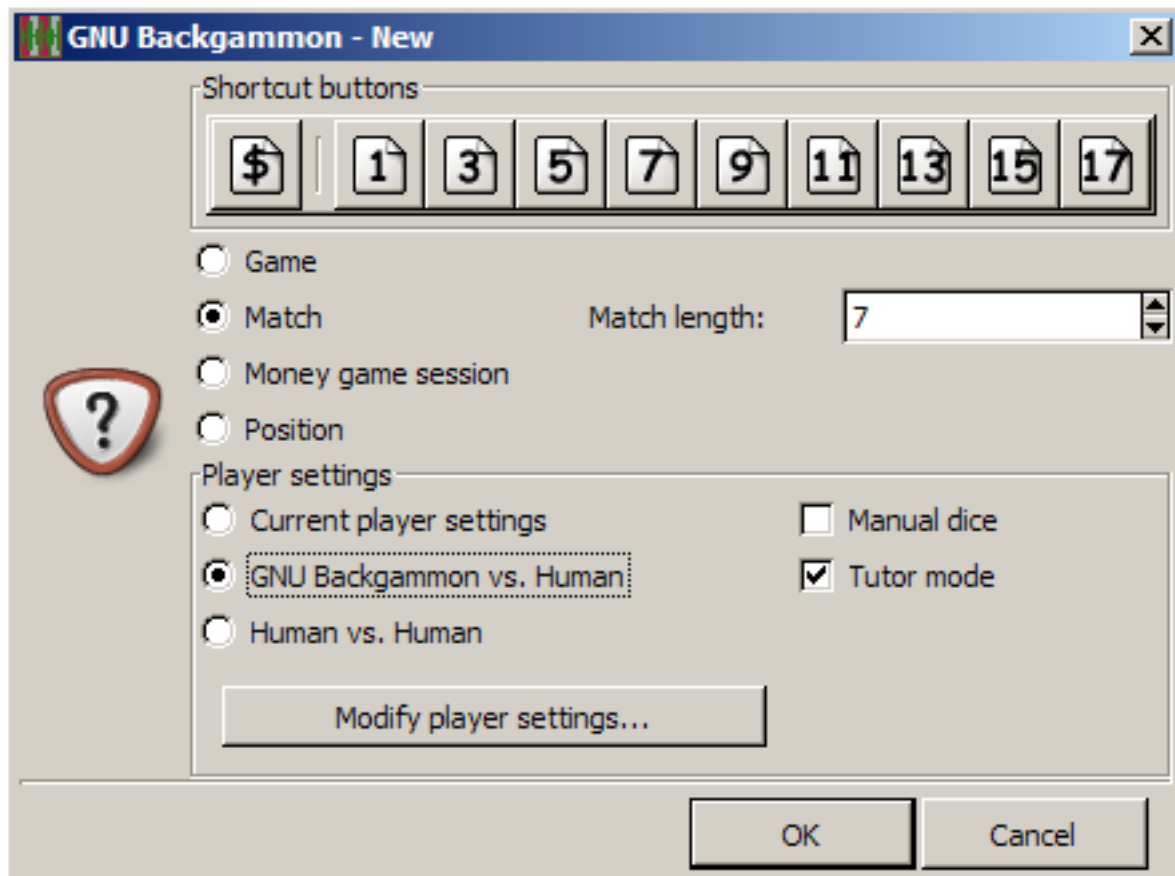 GNU Backgammon - New
Shortcut buttons
$ 1 3 5 7 9 11 13 15 17
Game
Match Match length: 7
Money game session
?
Position
Player settings
Current player settings Manual dice
GNU Backgammon vs. Human Tutor mode
Human vs. Human
Modify player settings...
OK Cancel